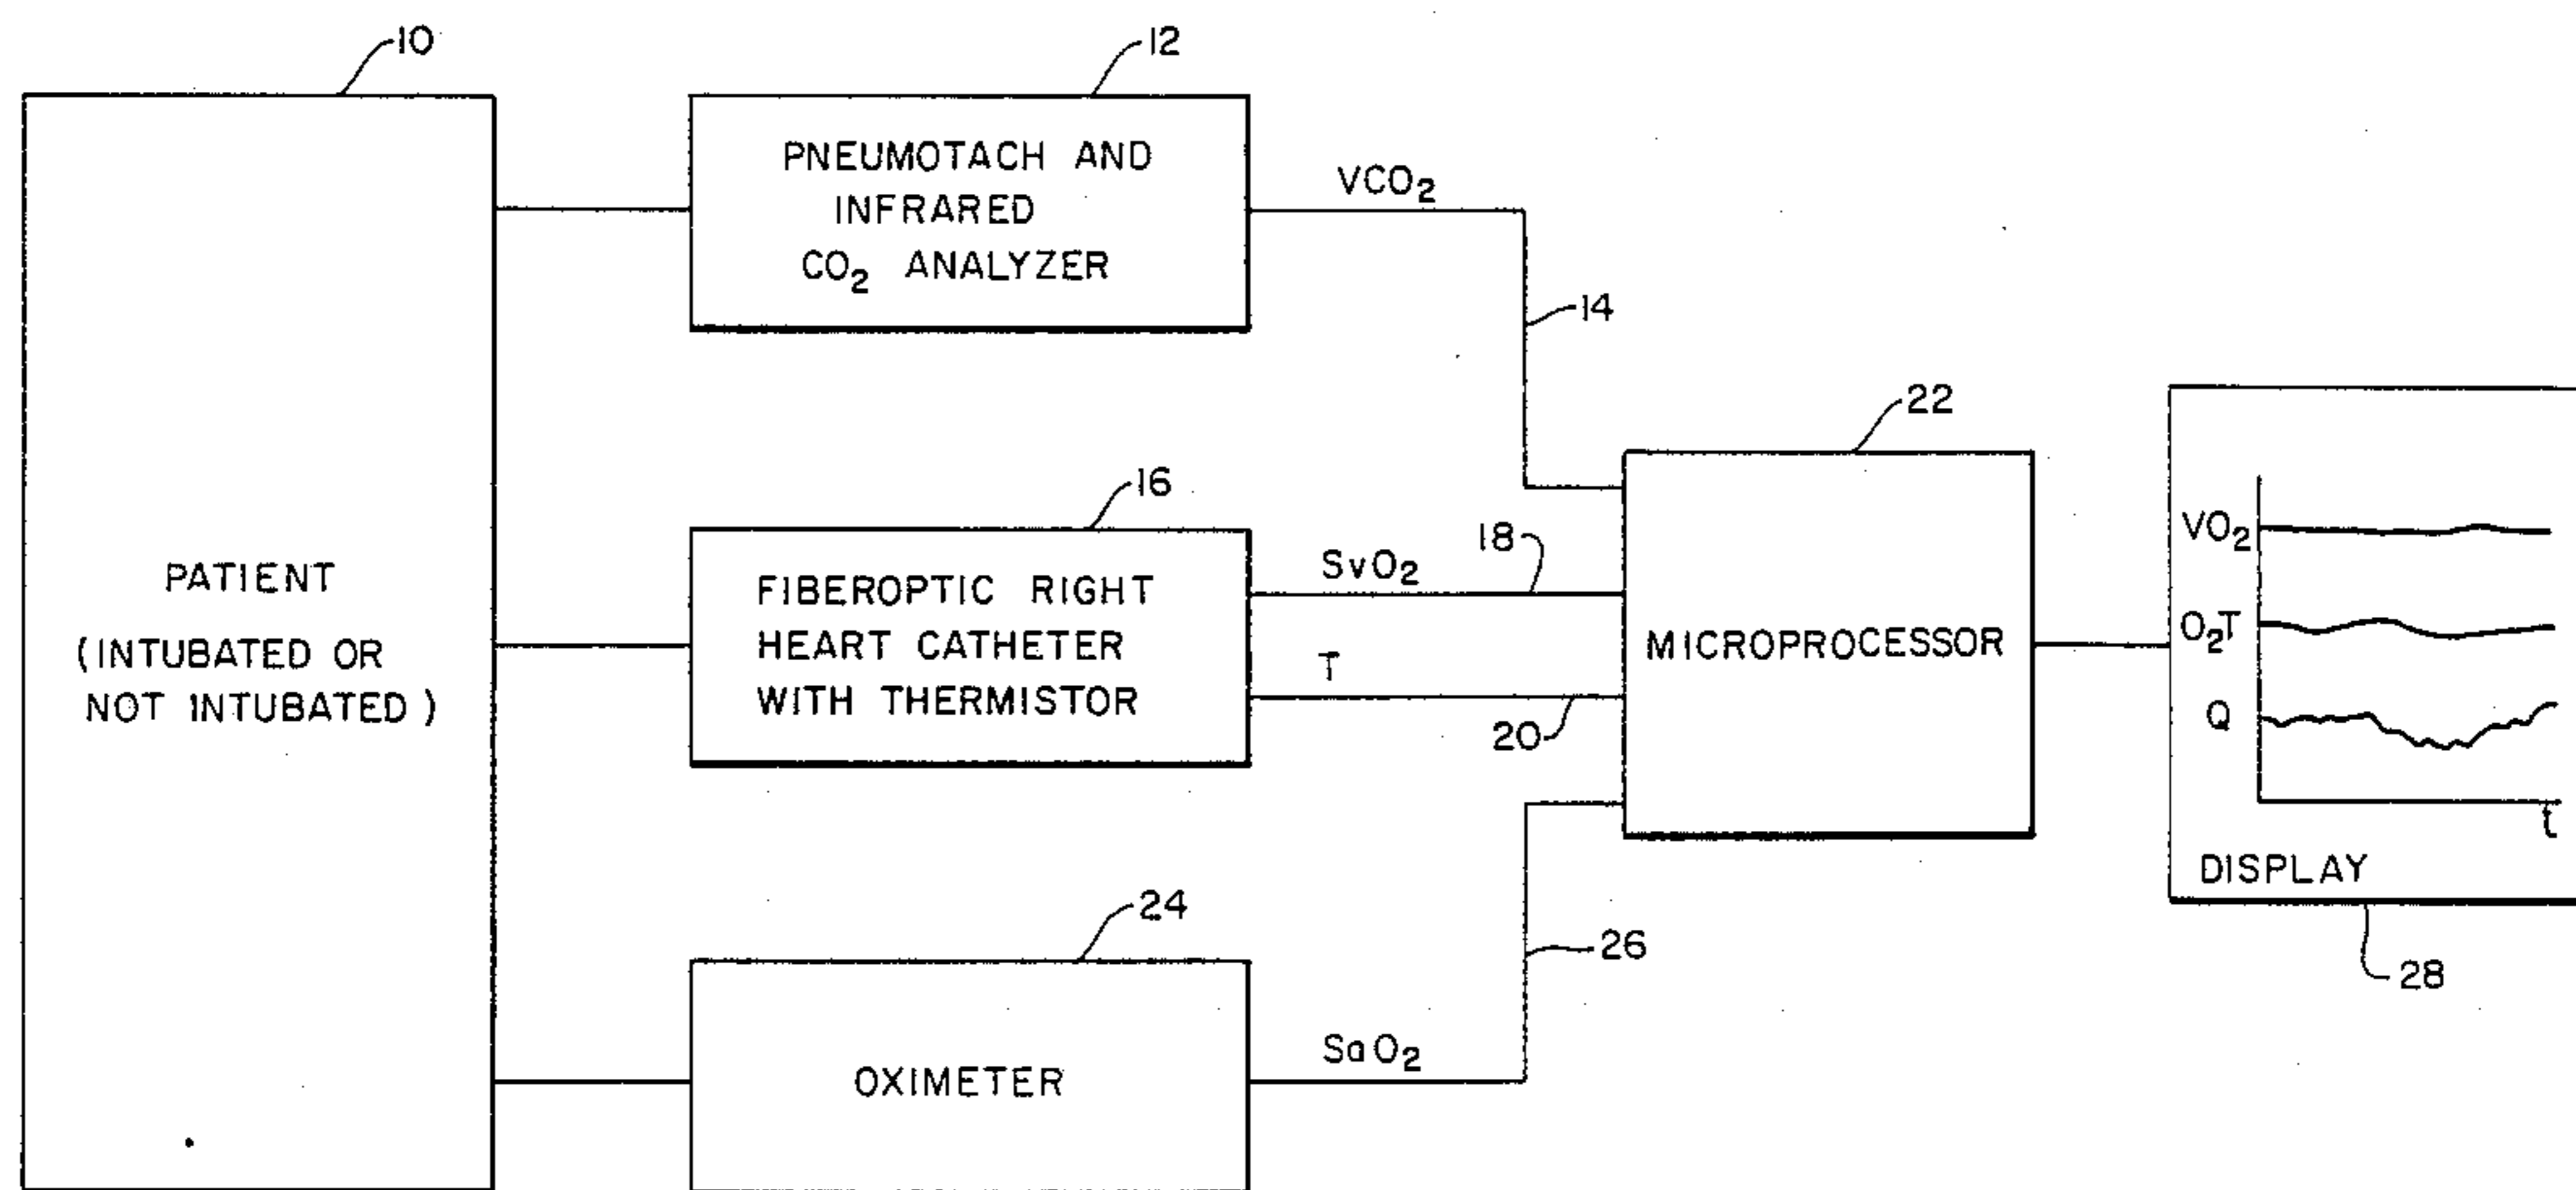 10
PATIENT
(INTUBATED OR
NOT INTUBATED)
12
PNEUMOTACH AND
INFRARED
CO₂ ANALYZER
VCO₂
14
16
FIBEROPTIC RIGHT
HEART CATHETER
WITH THERMISTOR
SvO₂
18
T
20
24
OXIMETER
SaO₂
26
22
MICROPROCESSOR
VO₂
O₂T
Q
t
DISPLAY
28